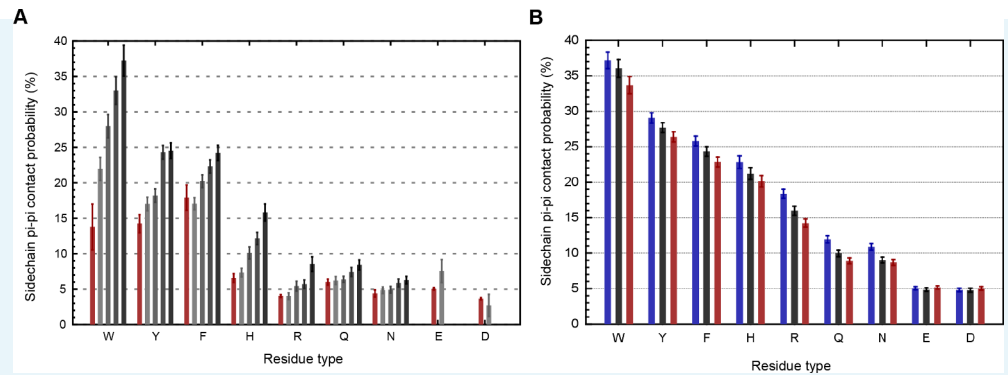 A
Sidechain pi-pi contact probability (%)
40
35
30
25
20
15
10
5
0
W Y F H R Q N E D
Residue type
B
Sidechain pi-pi contact probability (%)
40
35
30
25
20
15
10
5
0
W Y F H R Q N E D
Residue type